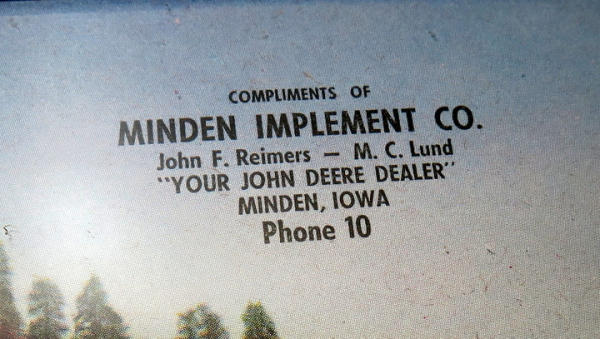 COMPLIMENTS OF
MINDEN IMPLEMENT CO.
John F. Reimers — M. C. Lund
"YOUR JOHN DEERE DEALER"
MINDEN, IOWA
Phone 10